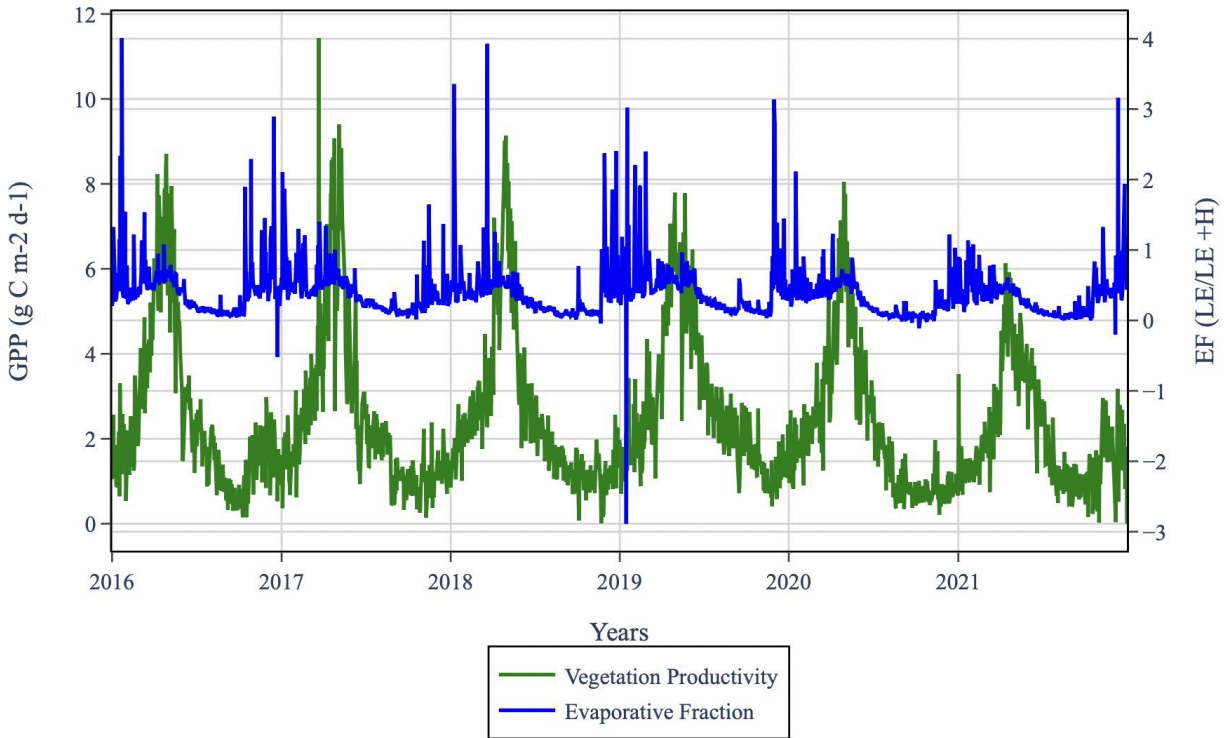 12
10
8
6
4
2
0
GPP (g C m-2 d-1)
4
3
2
1
0
−1
−2
−3
EF (LE/LE +H)
2016 2017 2018 2019 2020 2021
Years
Vegetation Productivity
Evaporative Fraction